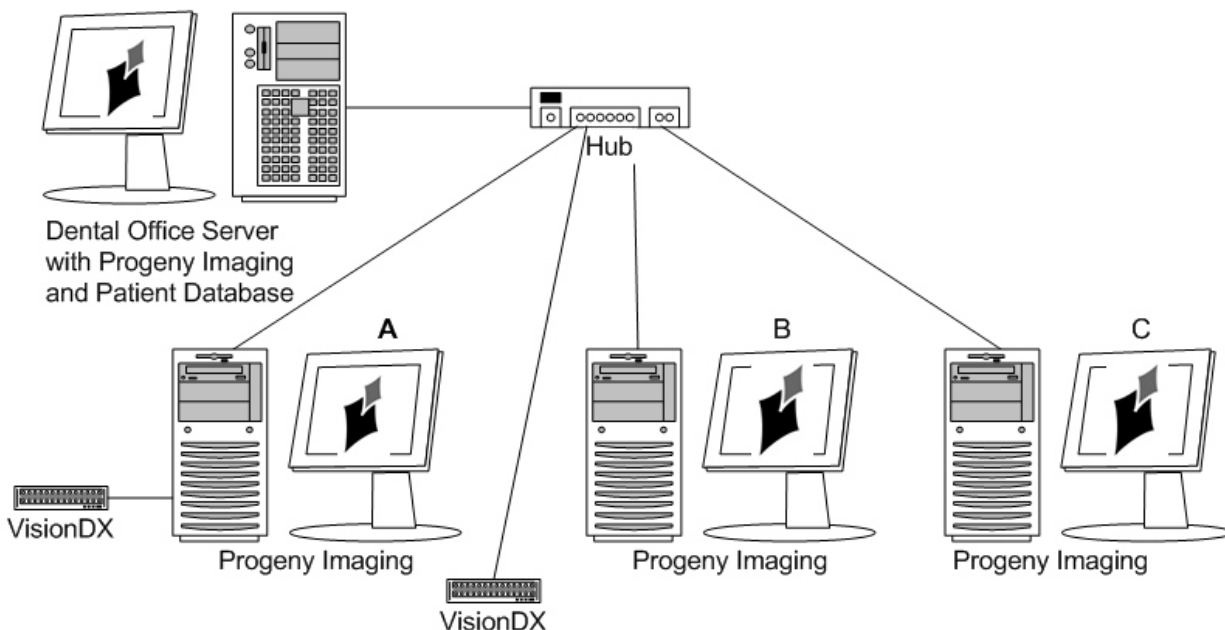 Hub
Dental Office Server
with Progeny Imaging
and Patient Database
A
B
C
VisionDX
Progeny Imaging
Progeny Imaging
Progeny Imaging
VisionDX